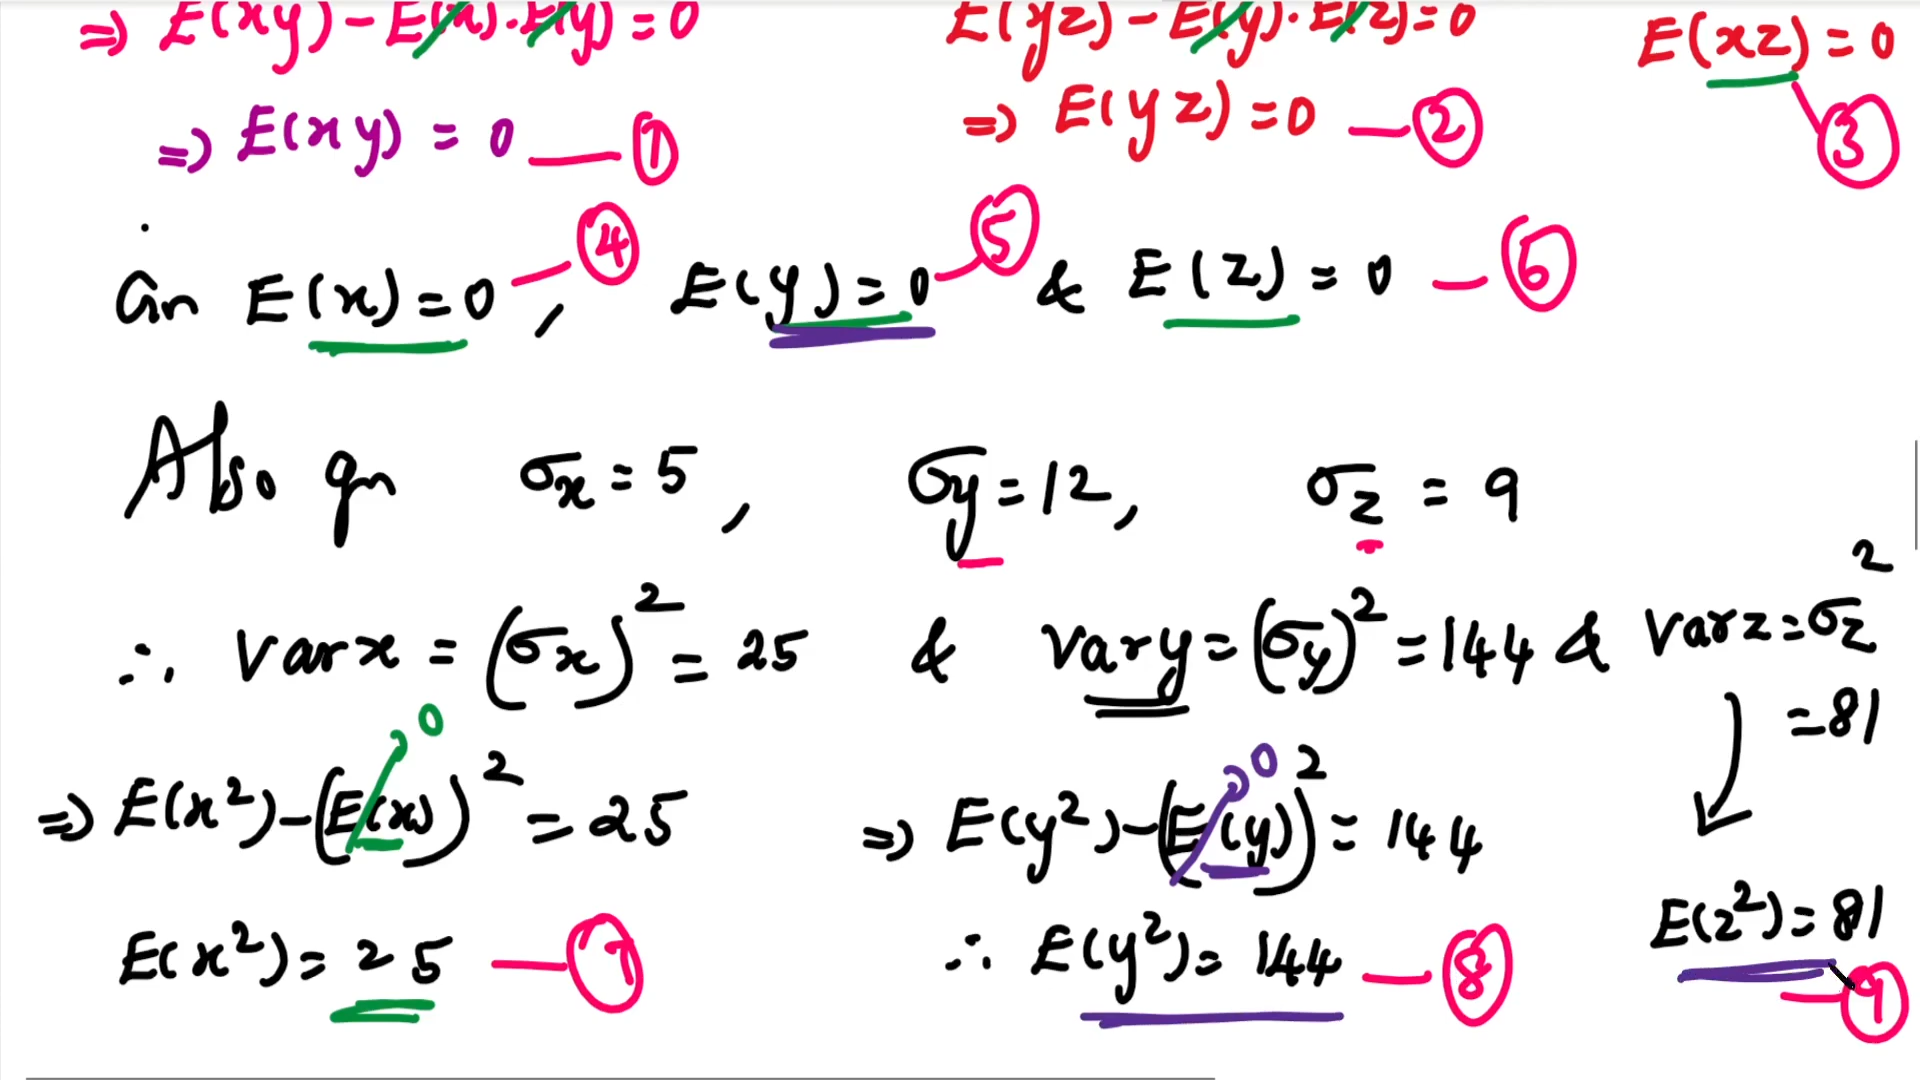 ⇒ E(xy) - E(x)·E(y) = 0 E(yz) - E(y)·E(z) = 0 E(xz) = 0
⇒ E(xy) = 0 — ① ⇒ E(yz) = 0 — ② ③
Gn E(x) = 0 — ④, E(y) = 0 — ⑤ & E(z) = 0 — ⑥
Also gn σx = 5, σy = 12, σz = 9
∴ Var x = (σx)² = 25 & Var y = (σy)² = 144 & Var z = σz²
= 81
⇒ E(x²) - (E(x))² = 25 0 ⇒ E(y²) - (E(y))² = 144 0
E(x²) = 25 — ⑦ ∴ E(y²) = 144 — ⑧ E(z²) = 81 — ⑨